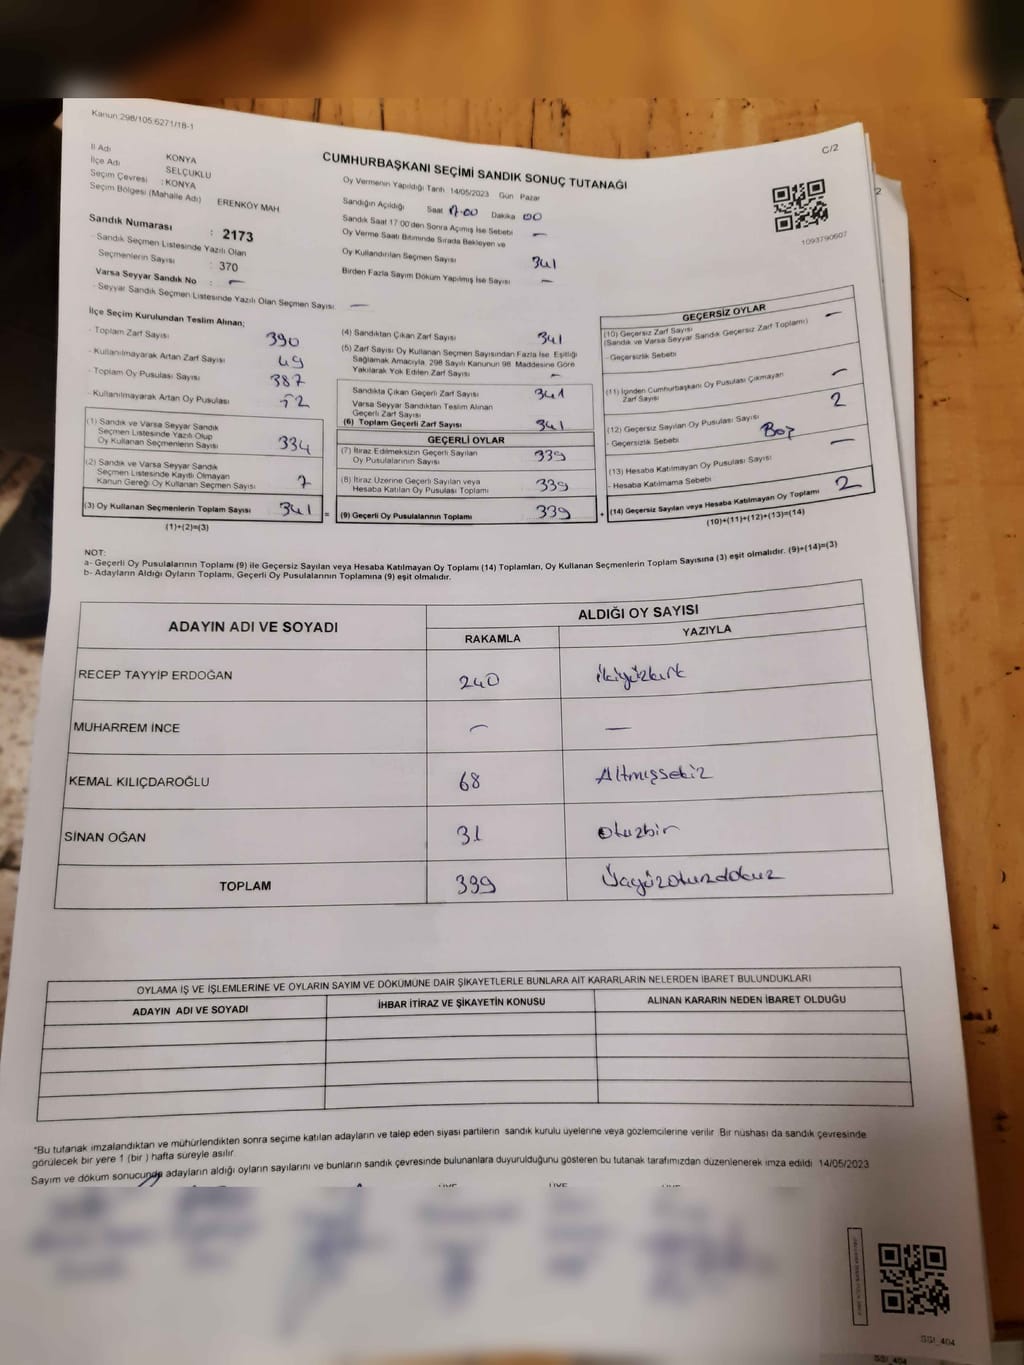 Kanun:298/105 6271/18-1
C/2
CUMHURBAŞKANI SEÇİMİ SANDIK SONUÇ TUTANAĞI
İl Adı KONYA
İlçe Adı SELÇUKLU
Seçim Çevresi : KONYA
Seçim Bölgesi (Mahalle Adı) ERENKÖY MAH
Sandık Numarası : 2173
- Sandık Seçmen Listesinde Yazılı Olan
Seçmenlerin Sayısı : 370
Varsa Seyyar Sandık No : –
- Seyyar Sandık Seçmen Listesinde Yazılı Olan Seçmen Sayısı –
Oy Vermenin Yapıldığı Tarih 14/05/2023 Gün Pazar
Sandığın Açıldığı Saat 17.00 Dakika 00
Sandık Saat 17:00'den Sonra Açımış İse Sebebi –
Oy Verme Saati Bitiminde Sırada Bekleyen ve
Oy Kullandırılan Seçmen Sayısı 341
Birden Fazla Sayım Döküm Yapılmış İse Sayısı –
1093790607
İlçe Seçim Kurulundan Teslim Alınan;
- Toplam Zarf Sayısı 390
- Kullanılmayarak Artan Zarf Sayısı 49
- Toplam Oy Pusulası Sayısı 387
- Kullanılmayarak Artan Oy Pusulası
(1) Sandık ve Varsa Seyyar Sandık
Seçmen Listesinde Yazılı Olup
Oy Kullanan Seçmenlerin Sayısı 334
(2) Sandık ve Varsa Seyyar Sandık
Seçmen Listesinde Kayıtlı Olmayan
Kanun Gereği Oy Kullanan Seçmen Sayısı 7
(3) Oy Kullanan Seçmenlerin Toplam Sayısı 341 =
(1)+(2)=(3)
(4) Sandıktan Çıkan Zarf Sayısı 341
(5) Zarf Sayısı Oy Kullanan Seçmen Sayısından Fazla İse, Eşitliği
Sağlamak Amacıyla, 298 Sayılı Kanunun 98. Maddesine Göre
Yakılarak Yok Edilen Zarf Sayısı –
Sandıkta Çıkan Geçerli Zarf Sayısı 341
Varsa Seyyar Sandıktan Teslim Alınan
Geçerli Zarf Sayısı
(6) Toplam Geçerli Zarf Sayısı 341
GEÇERLİ OYLAR
(7) İtiraz Edilmeksizin Geçerli Sayılan
Oy Pusulalarının Sayısı 339
(8) İtiraz Üzerine Geçerli Sayılan veya
Hesaba Katılan Oy Pusulası Toplamı 339
(9) Geçerli Oy Pusulalarının Toplamı 339 +
GEÇERSİZ OYLAR
(10) Geçersiz Zarf Sayısı –
(Sandık ve Varsa Seyyar Sandık Geçersiz Zarf Toplamı)
- Geçersizlik Sebebi
(11) İçinden Cumhurbaşkanı Oy Pusulası Çıkmayan
Zarf Sayısı –
(12) Geçersiz Sayılan Oy Pusulası Sayısı 2
- Geçersizlik Sebebi Boş
(13) Hesaba Katılmayan Oy Pusulası Sayısı –
- Hesaba Katılmama Sebebi
(14) Geçersiz Sayılan veya Hesaba Katılmayan Oy Toplamı 2
(10)+(11)+(12)+(13)=(14)
NOT:
a- Geçerli Oy Pusulalarının Toplamı (9) ile Geçersiz Sayılan veya Hesaba Katılmayan Oy Toplamı (14) Toplamları, Oy Kullanan Seçmenlerin Toplam Sayısına (3) eşit olmalıdır. (9)+(14)=(3)
b- Adayların Aldığı Oyların Toplamı, Geçerli Oy Pusulalarının Toplamına (9) eşit olmalıdır.
ADAYIN ADI VE SOYADI ALDIĞI OY SAYISI
RAKAMLA YAZIYLA
RECEP TAYYİP ERDOĞAN 240 ikiyüzkırk
MUHARREM İNCE – –
KEMAL KILIÇDAROĞLU 68 Altmışsekiz
SİNAN OĞAN 31 otuzbir
TOPLAM 339 Üçyüzotuzdokuz
OYLAMA İŞ VE İŞLEMLERİNE VE OYLARIN SAYIM VE DÖKÜMÜNE DAİR ŞİKAYETLERLE BUNLARA AİT KARARLARIN NELERDEN İBARET BULUNDUKLARI
ADAYIN ADI VE SOYADI İHBAR İTİRAZ VE ŞİKAYETİN KONUSU ALINAN KARARIN NEDEN İBARET OLDUĞU
*Bu tutanak imzalandıktan ve mühürlendikten sonra seçime katılan adayların ve talep eden siyasi partilerin sandık kurulu üyelerine veya gözlemcilerine verilir. Bir nüshası da sandık çevresinde
görülecek bir yere 1 (bir ) hafta süreyle asılır.
Sayım ve döküm sonucunda adayların aldığı oyların sayılarını ve bunların sandık çevresinde bulunanlara duyurulduğunu gösteren bu tutanak tarafımızdan düzenlenerek imza edildi 14/05/2023
SSI_404